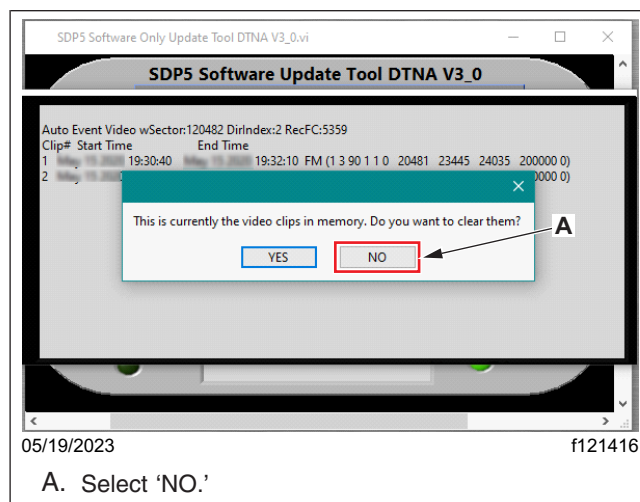 SDP5 Software Only Update Tool DTNA V3_0.vi
SDP5 Software Update Tool DTNA V3_0
Auto Event Video wSector:120482 DirIndex:2 RecFC:5359
Clip# Start Time End Time
1 19:30:40 19:32:10 FM (1 3 90 1 1 0 20481 23445 24035 200000 0)
2 0000 0)
This is currently the video clips in memory. Do you want to clear them?
A
YES NO
05/19/2023 f121416
A. Select ‘NO.’